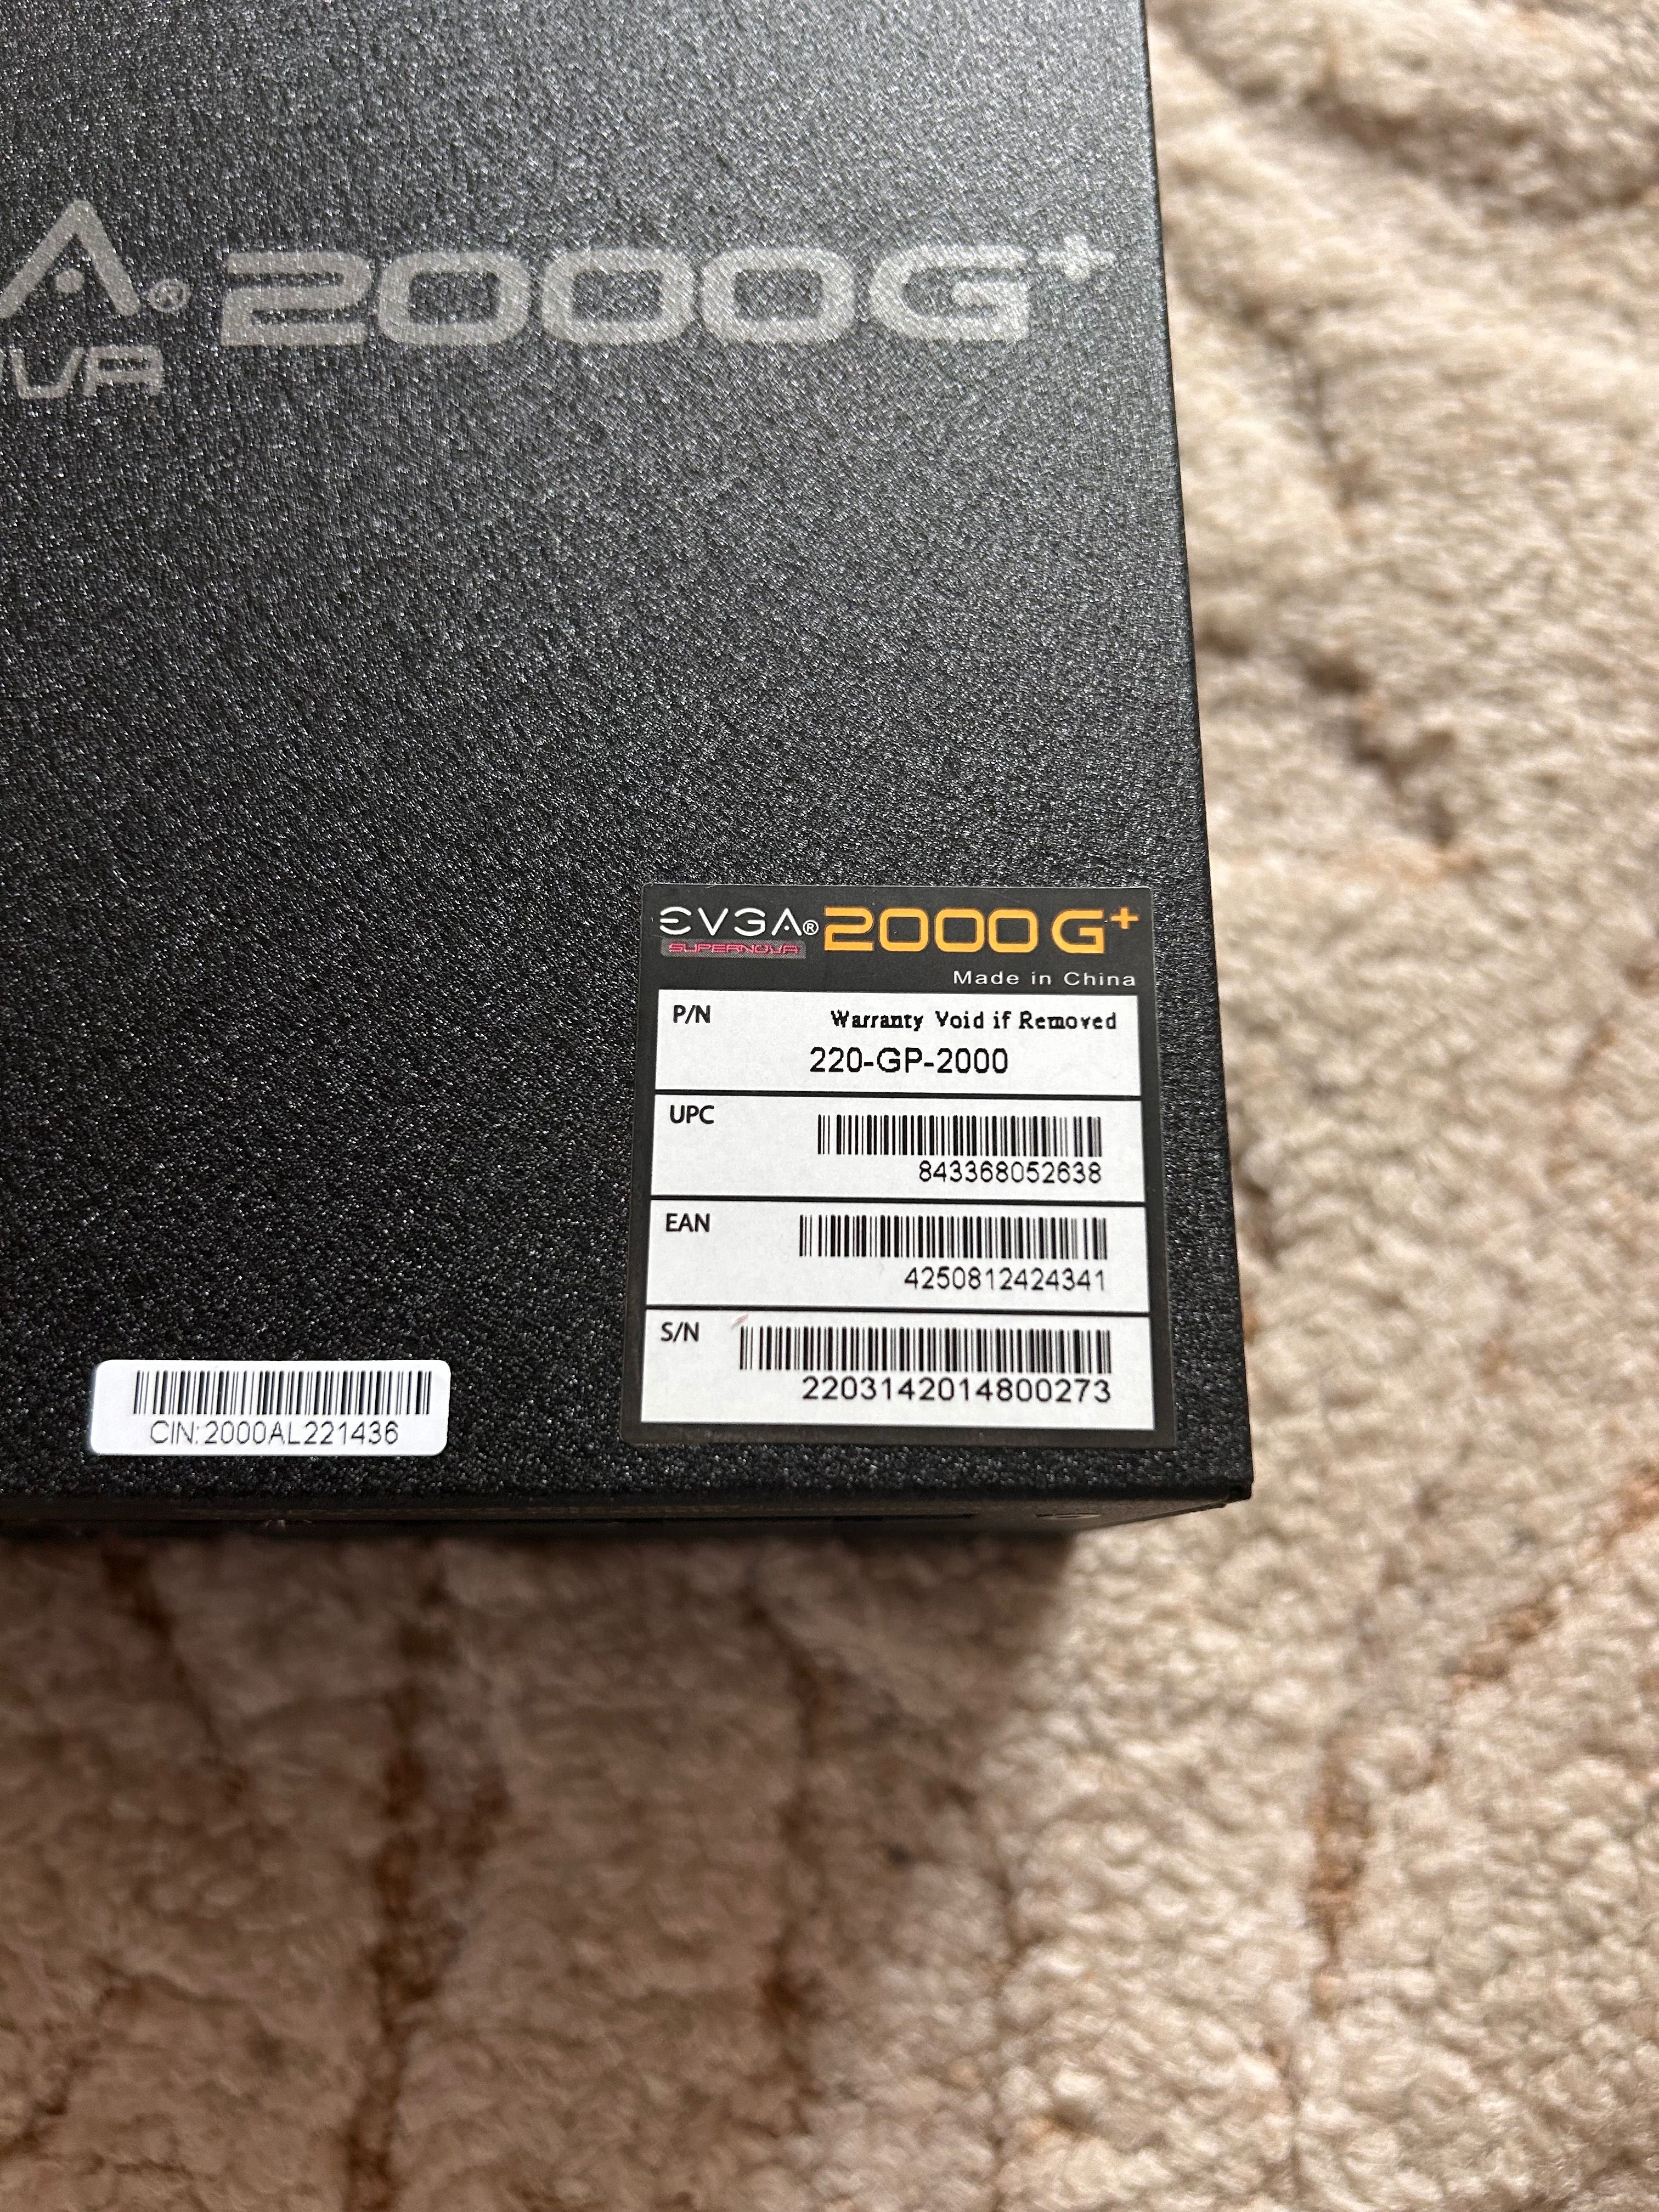 A® 2000G+
OVA
EVGA® 2000 G+
SUPERNOVA
Made in China
P/N
Warranty Void if Removed
220-GP-2000
UPC
843368052638
EAN
4250812424341
S/N
2203142014800273
CIN:2000AL221436